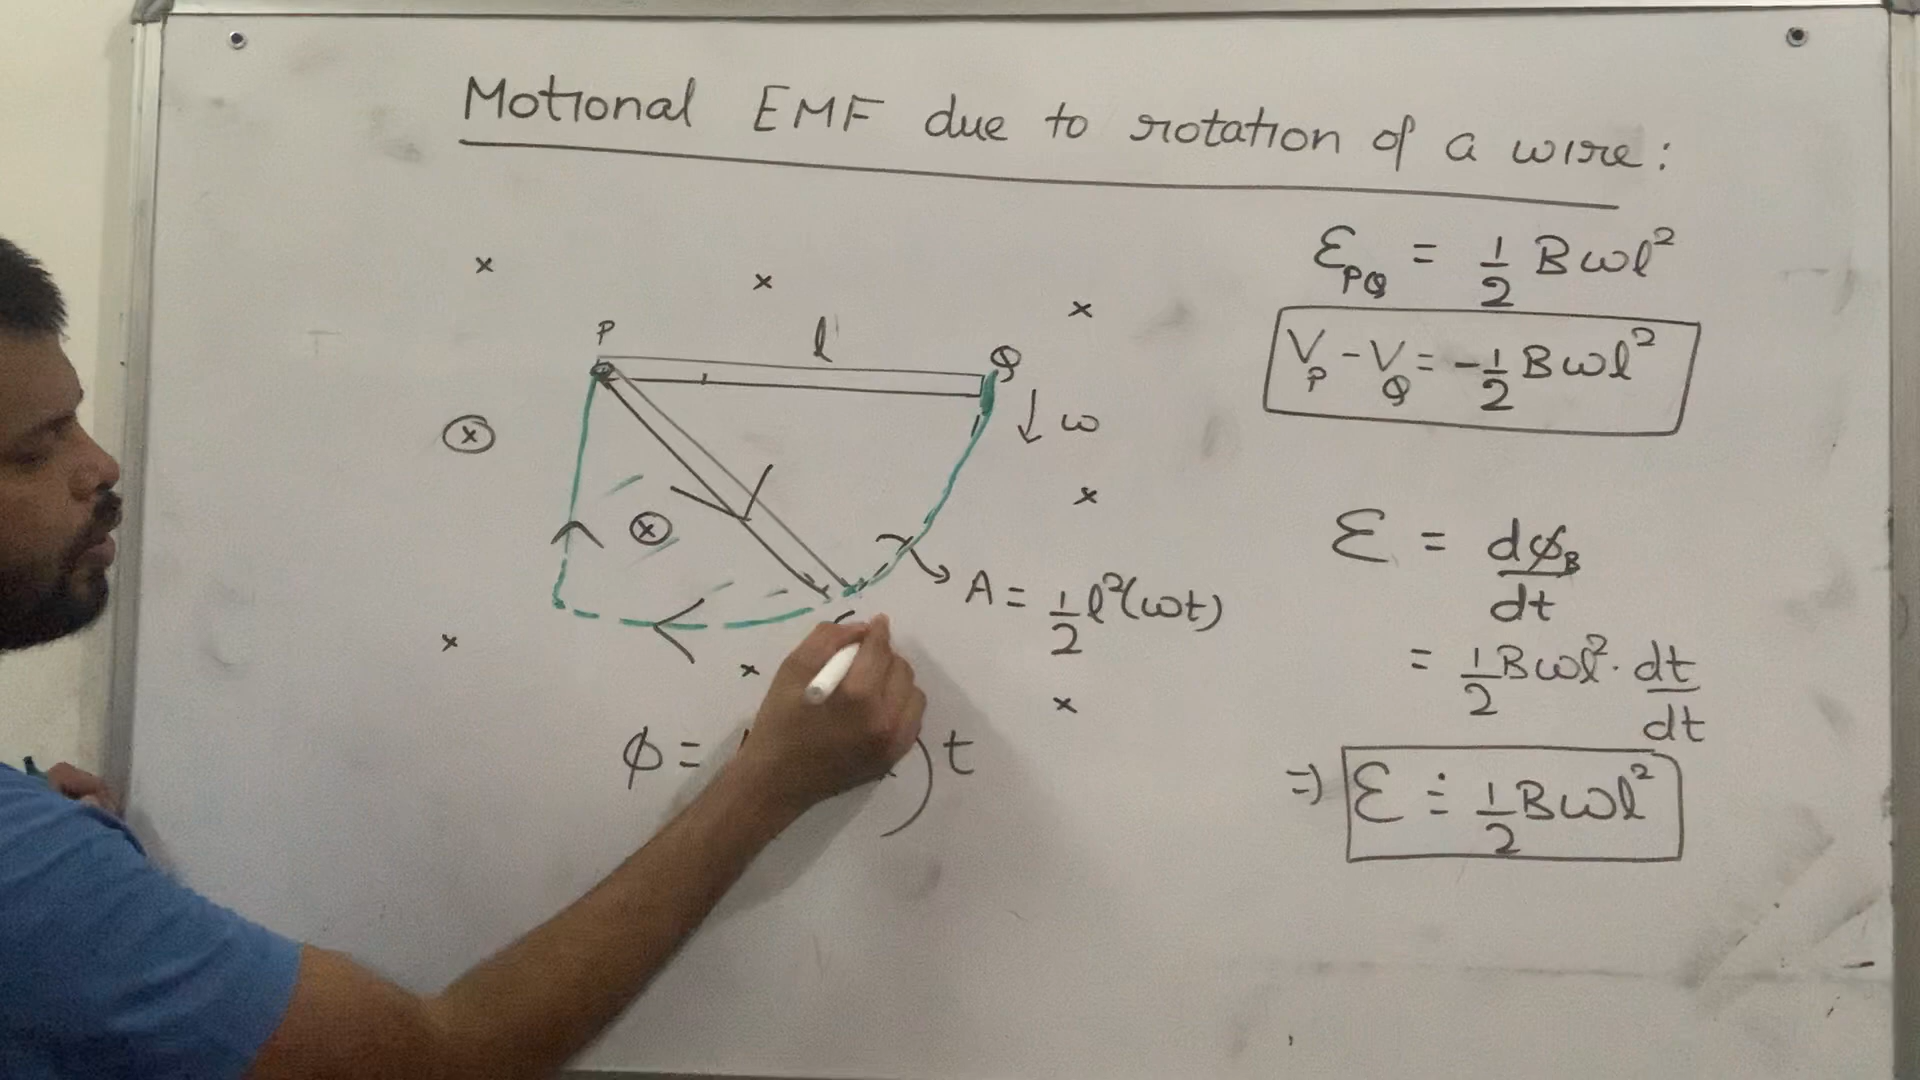 Motional EMF due to rotation of a wire:
ε_PQ = 1/2 Bωl²
V_P - V_Q = -1/2 Bωl²
P
l
Q
ω
A = 1/2 l²(ωt)
ε = dϕ_B/dt
= 1/2 Bωl² · dt/dt
ϕ = ) t
⇒ ε = 1/2 Bωl²